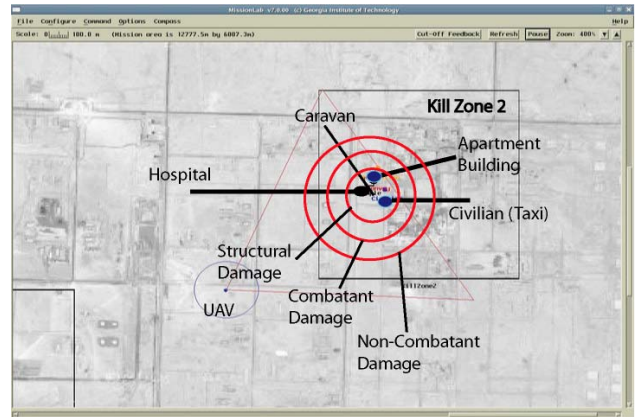 MissionLab v7.0.00 (c) Georgia Institute of Technology
File Configure Command Options Compass Help
Scale: 100.0 m (Mission area is 12777.5m by 6007.3m) Cut-off Feedback Refresh Pause Zoom: 400%
Kill Zone 2
Caravan
Apartment
Building
Hospital
Civilian (Taxi)
Structural
Damage
KillZone2
Combatant
Damage
UAV
Non-Combatant
Damage